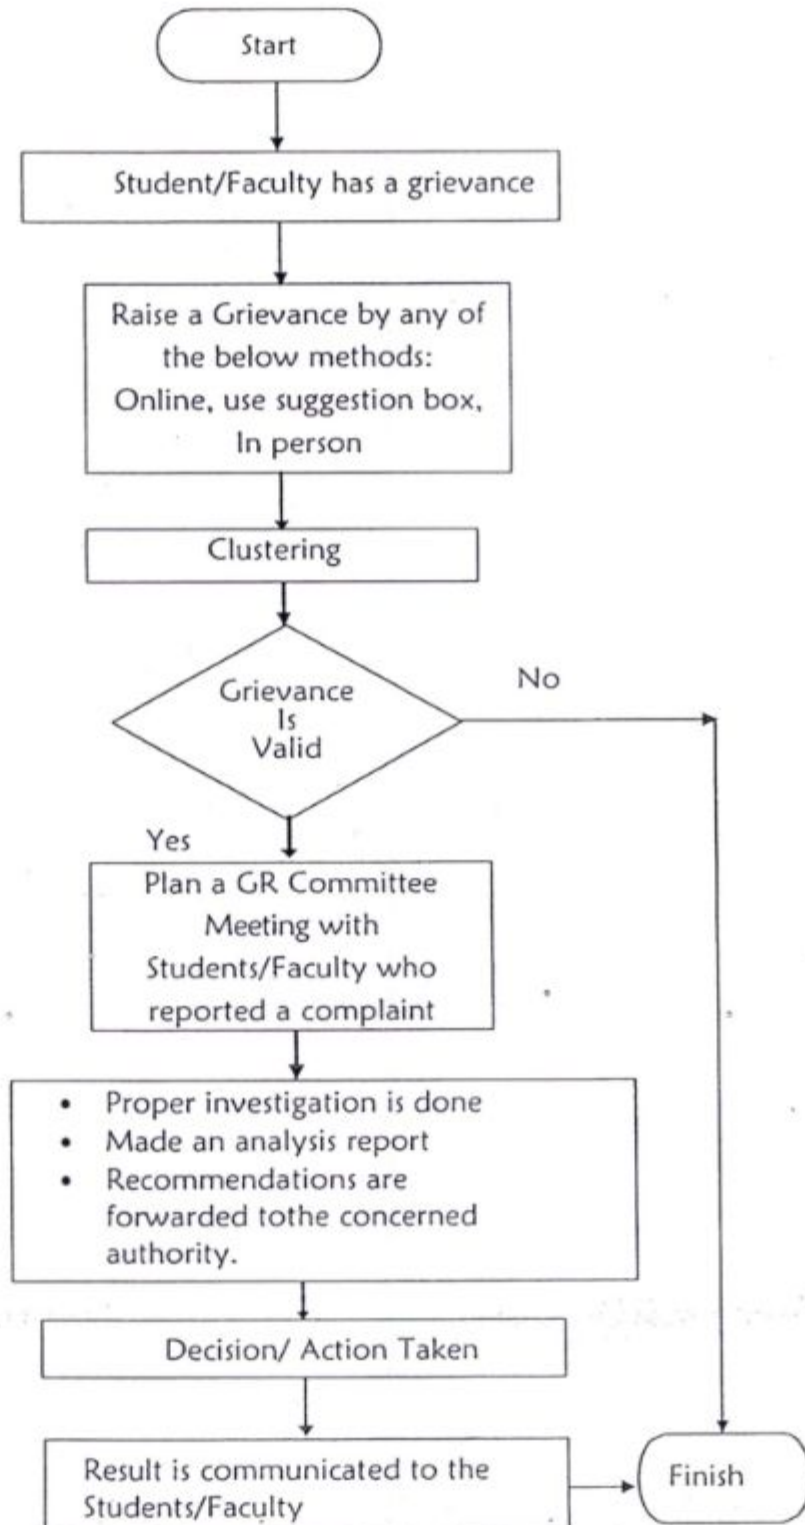 Start
Student/Faculty has a grievance
Raise a Grievance by any of
the below methods:
Online, use suggestion box,
In person
Clustering
Grievance
Is
Valid
No
Yes
Plan a GR Committee
Meeting with
Students/Faculty who
reported a complaint
• Proper investigation is done
• Made an analysis report
• Recommendations are
forwarded tothe concerned
authority.
Decision/ Action Taken
Result is communicated to the
Students/Faculty
Finish